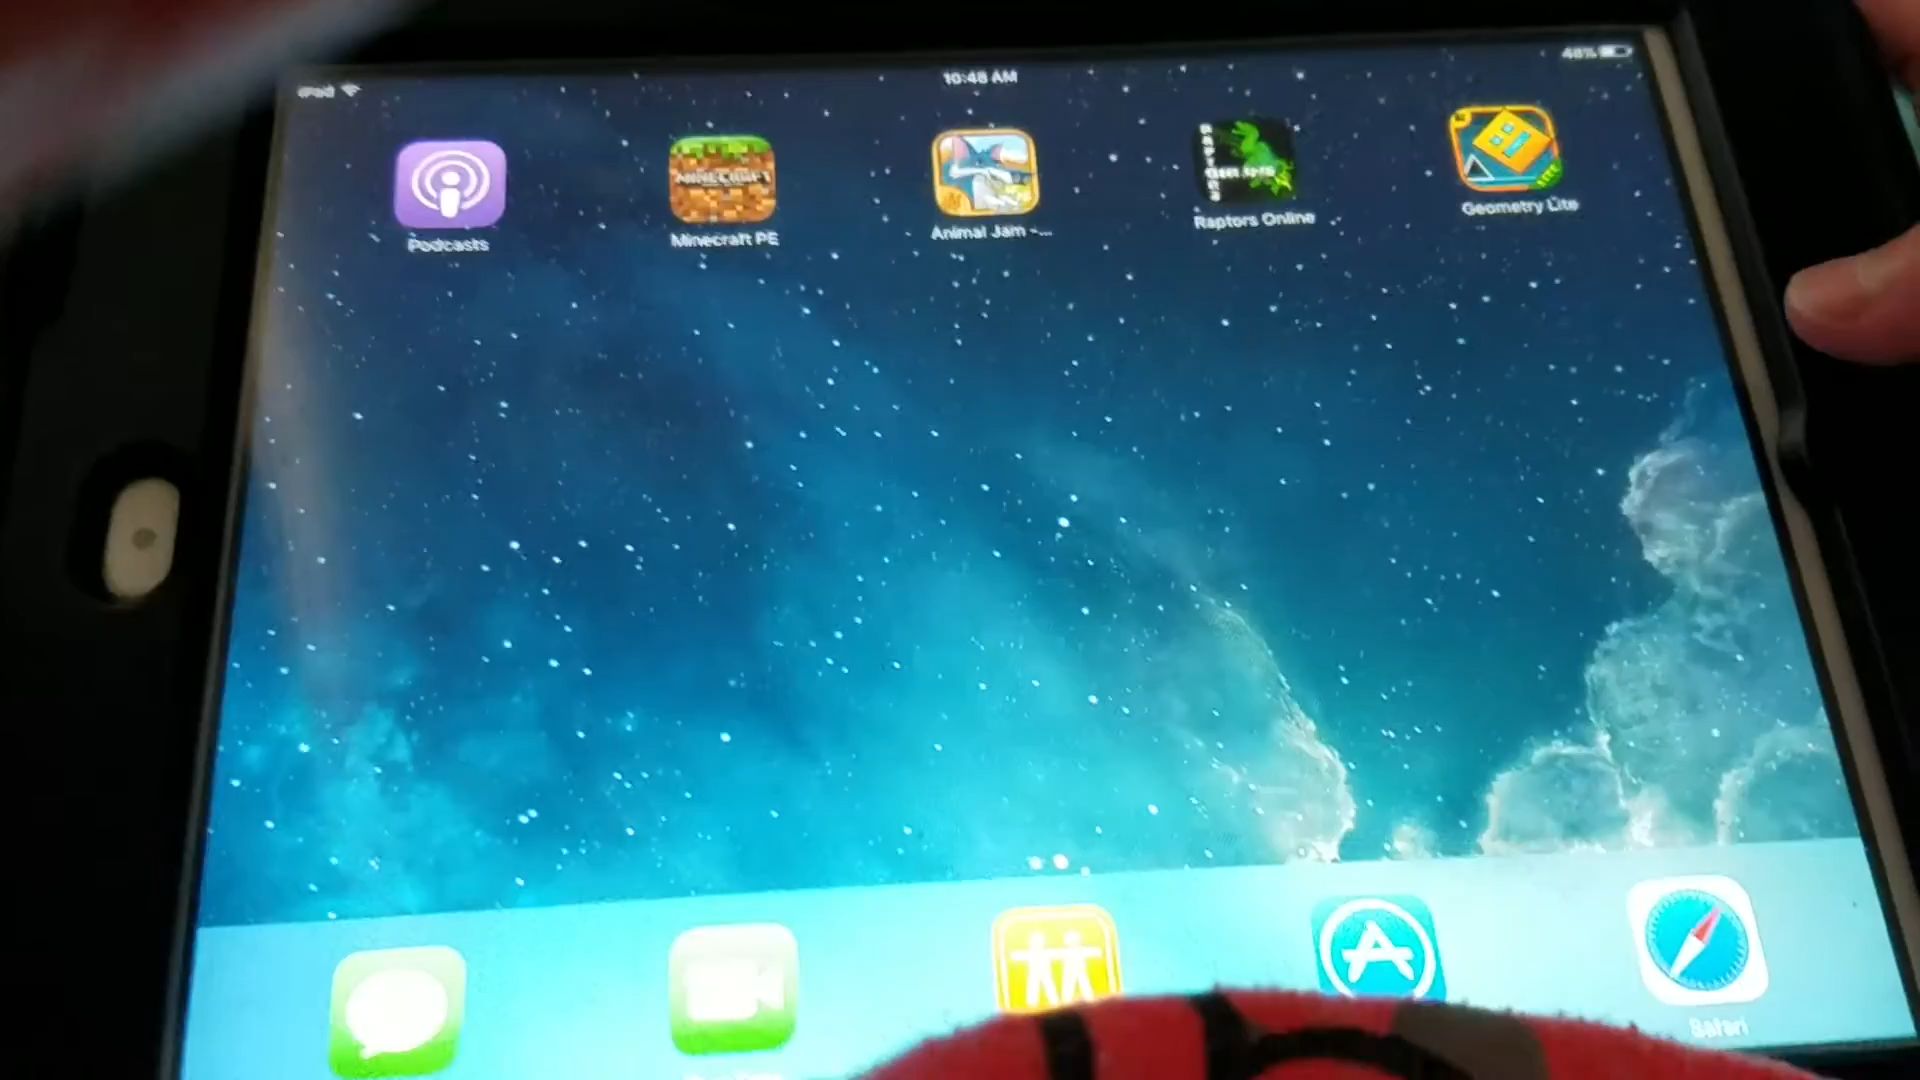 iPad
10:48 AM
48%
MINECRAFT
Podcasts
Minecraft PE
Animal Jam -...
Raptors Online
Geometry Lite
Safari